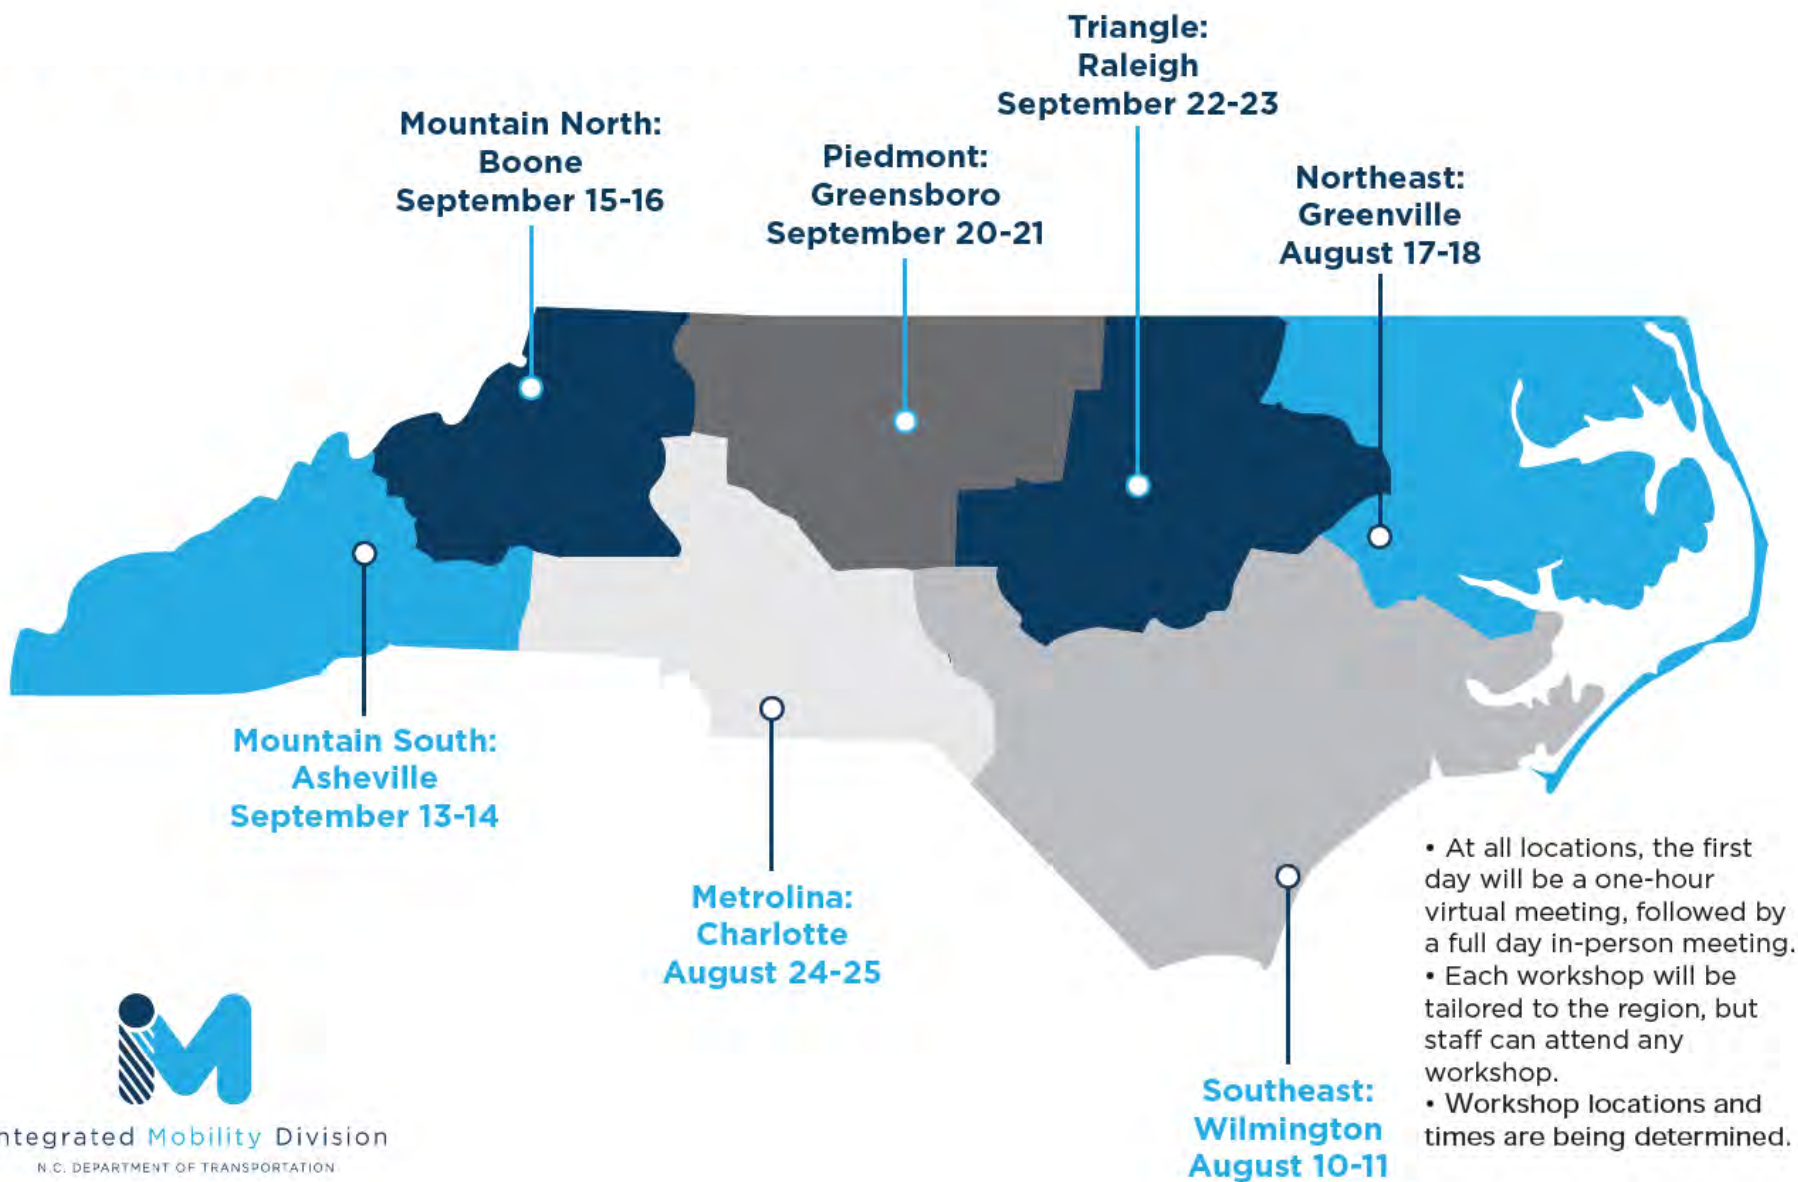 Triangle:
Raleigh
September 22-23
Mountain North:
Boone
September 15-16
Piedmont:
Greensboro
September 20-21
Northeast:
Greenville
August 17-18
Mountain South:
Asheville
September 13-14
Metrolina:
Charlotte
August 24-25
Southeast:
Wilmington
August 10-11
• At all locations, the first
day will be a one-hour
virtual meeting, followed by
a full day in-person meeting.
• Each workshop will be
tailored to the region, but
staff can attend any
workshop.
• Workshop locations and
times are being determined.
iM
ntegrated Mobility Division
N.C. DEPARTMENT OF TRANSPORTATION